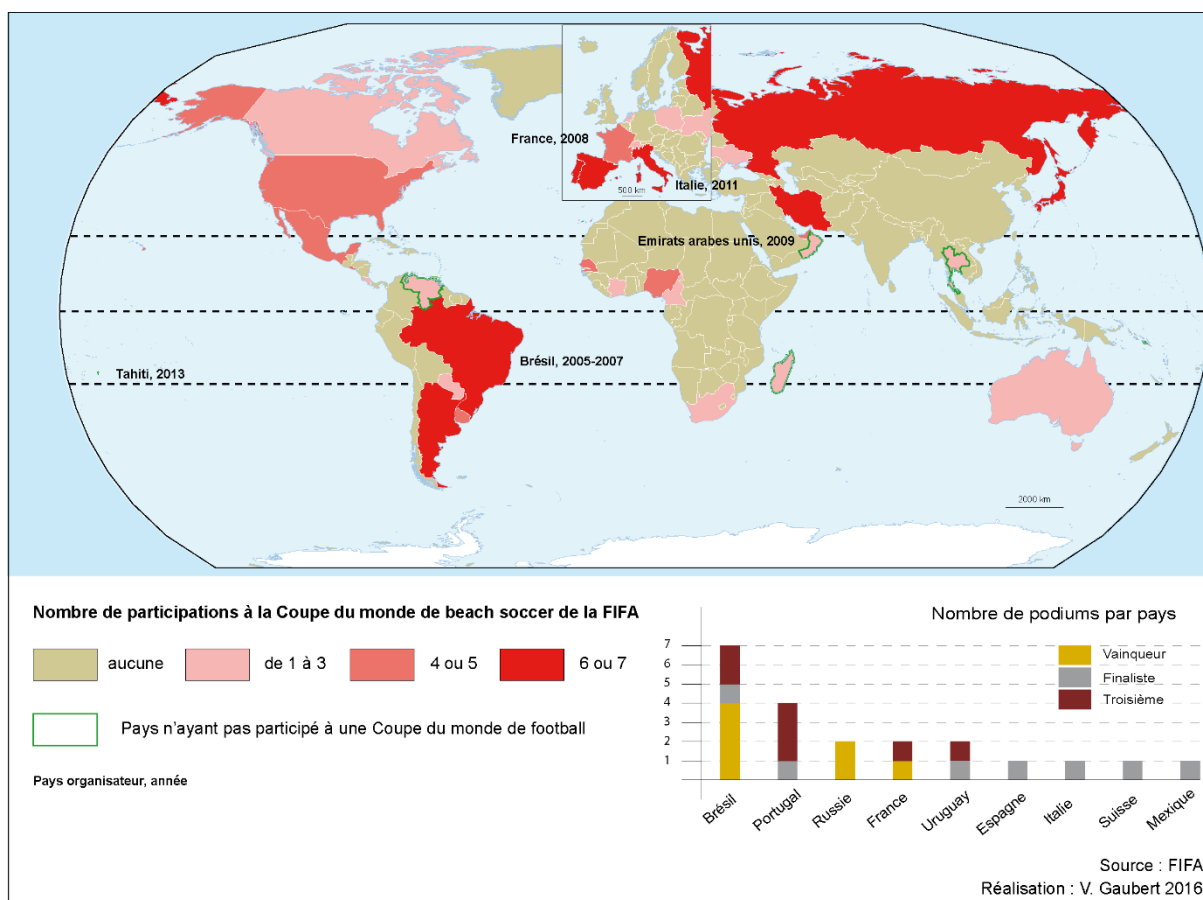 France, 2008
Italie, 2011
500 km
Emirats arabes unis, 2009
Brésil, 2005-2007
Tahiti, 2013
2000 km
Nombre de participations à la Coupe du monde de beach soccer de la FIFA
aucune
de 1 à 3
4 ou 5
6 ou 7
Pays n'ayant pas participé à une Coupe du monde de football
Pays organisateur, année
Nombre de podiums par pays
7
6
5
4
3
2
1
Vainqueur
Finaliste
Troisième
Brésil
Portugal
Russie
France
Uruguay
Espagne
Italie
Suisse
Mexique
Source : FIFA
Réalisation : V. Gaubert 2016